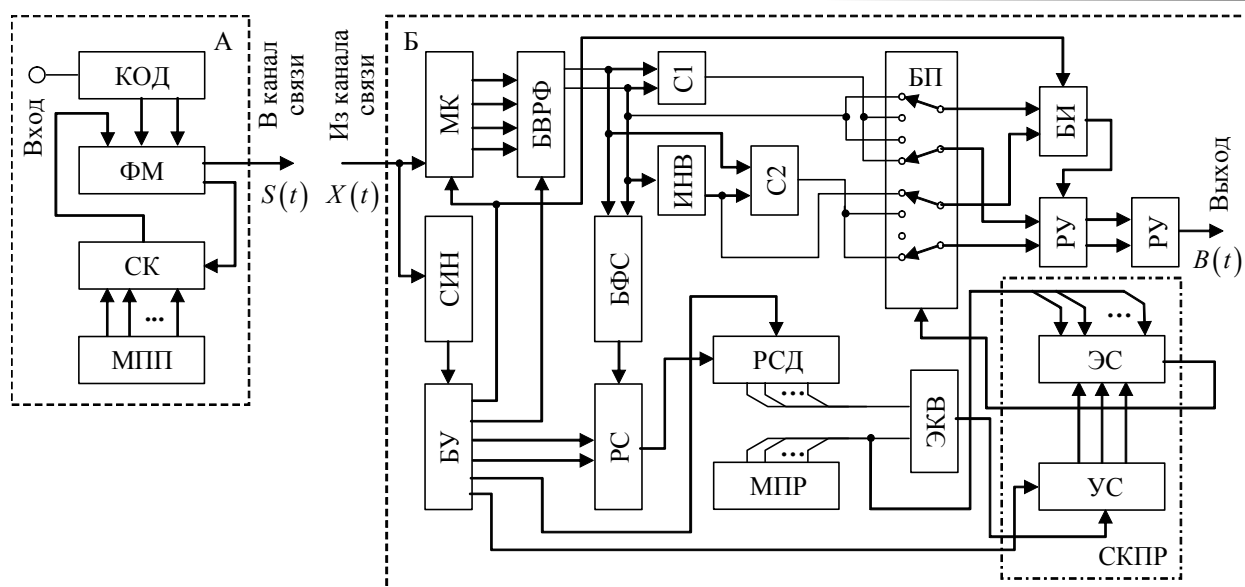 А
КОД
Вход
ФМ
СК
...
МПП
В канал
связи
S(t)
Из канала
связи
X(t)
Б
МК
БВРФ
С1
ИНВ
С2
БП
БИ
РУ
РУ
Выход
B(t)
СИН
БФС
БУ
РС
РСД
...
...
МПР
ЭКВ
...
ЭС
УС
СКПР